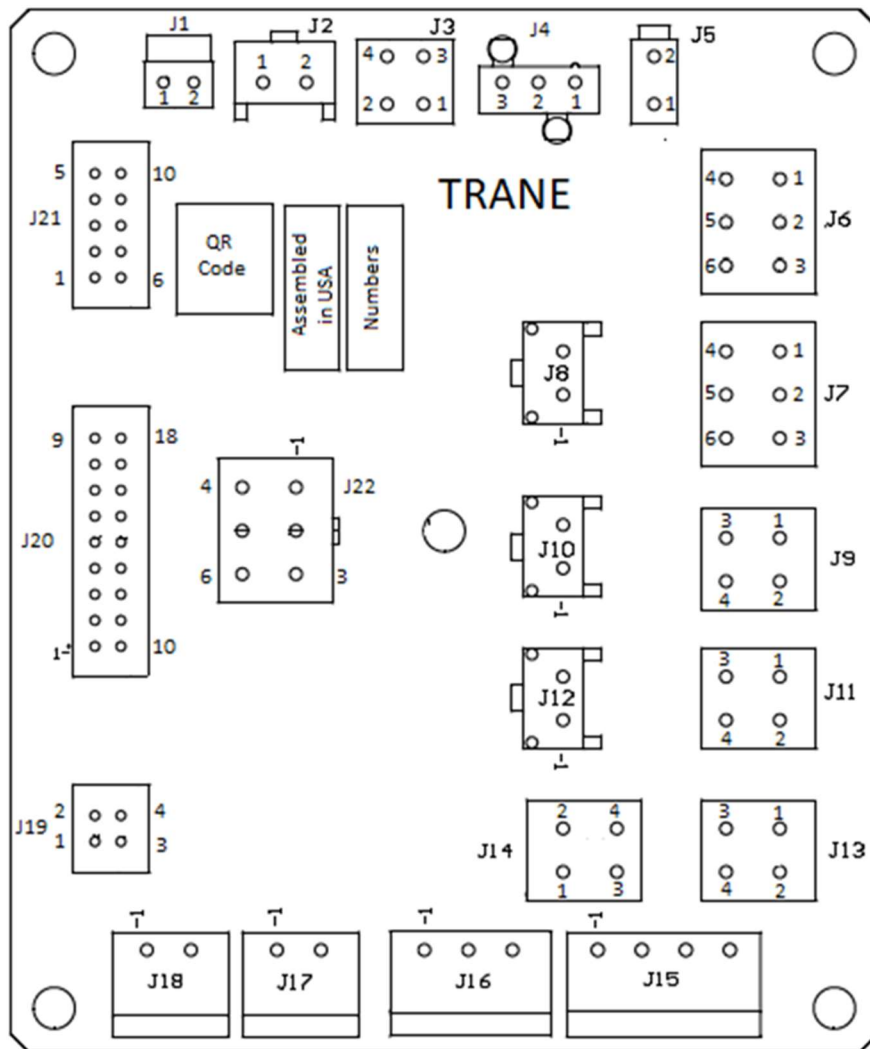 J1 J2 J3 J4 J5
1 2
1 2
4 3
2 1
3 2 1
2
1
TRANE
5 10
J21
1 6
QR
Code
Assembled
in USA
Numbers
4 1
5 2 J6
6 3
J8
-1
4 1
5 2 J7
6 3
9 18
J20
1- 10
-1
4 J22
6 3
J10
-1
3 1
J9
4 2
J12
-1
3 1
J11
4 2
2 4
J19
1 3
2 4
J14
1 3
3 1
J13
4 2
-1 -1 -1 -1
J18 J17 J16 J15